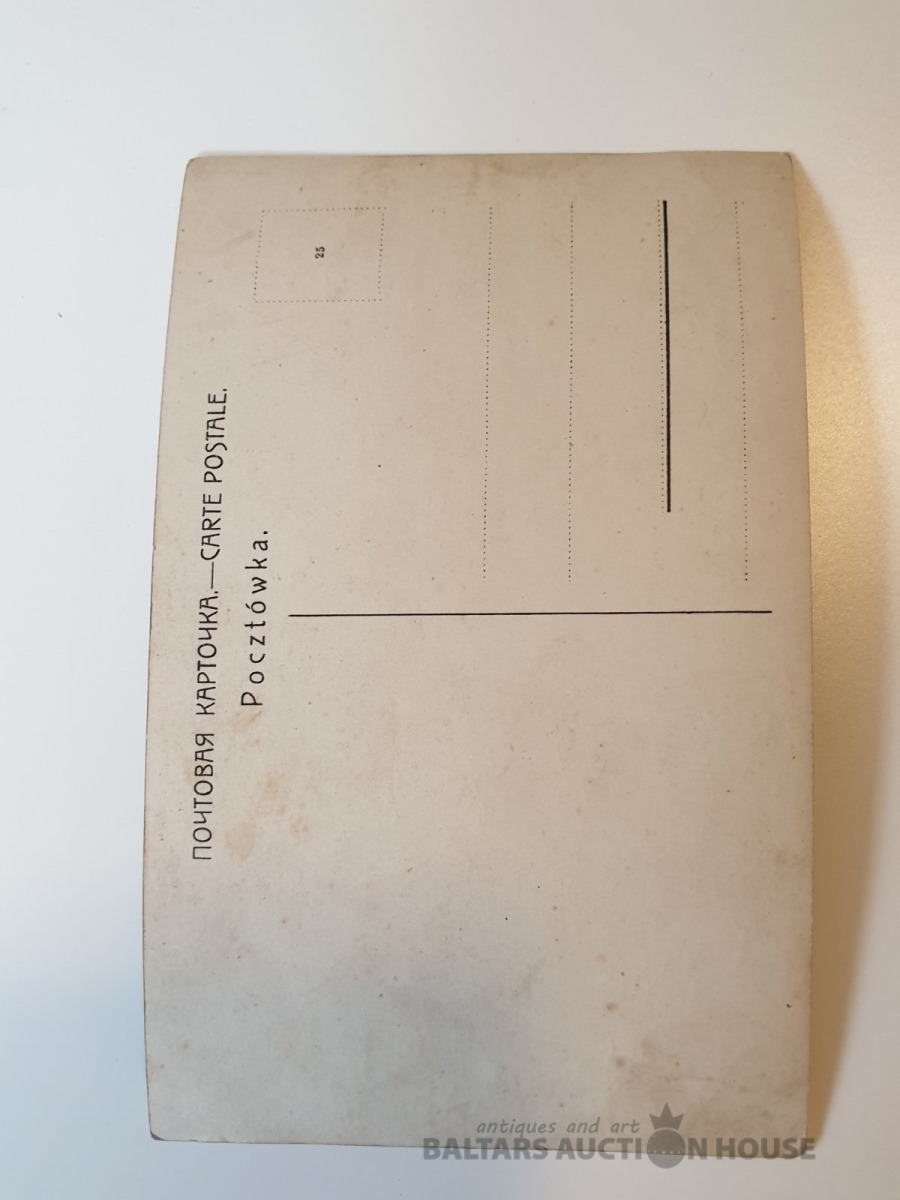 ПОЧТОВАЯ КАРТОЧКА.—CARTE POSTALE.
Pocztówka.
25
antiques and art
BALTARS AUCTION HOUSE